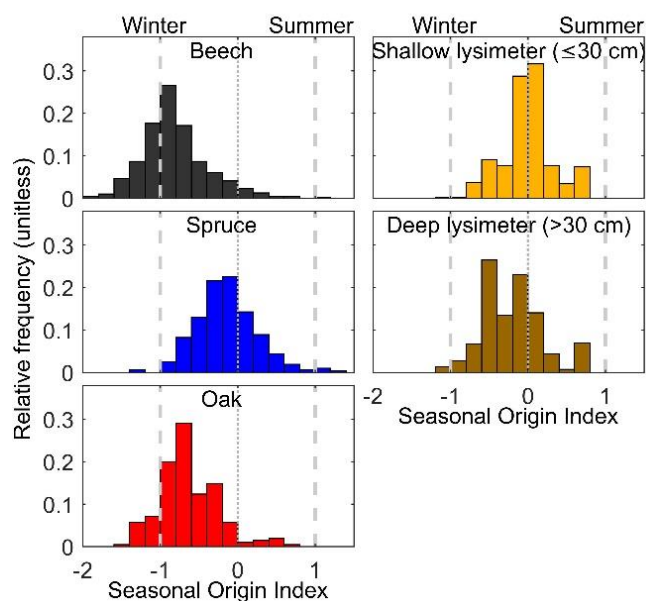 Winter Summer Winter Summer
Beech Shallow lysimeter (≤30 cm)
0.3
0.2
0.1
0
Spruce Deep lysimeter (>30 cm)
0.3
0.2
0.1
0
Oak
0.3
0.2
0.1
0
-2 -1 0 1
Seasonal Origin Index
-2 -1 0 1
Seasonal Origin Index
Relative frequency (unitless)